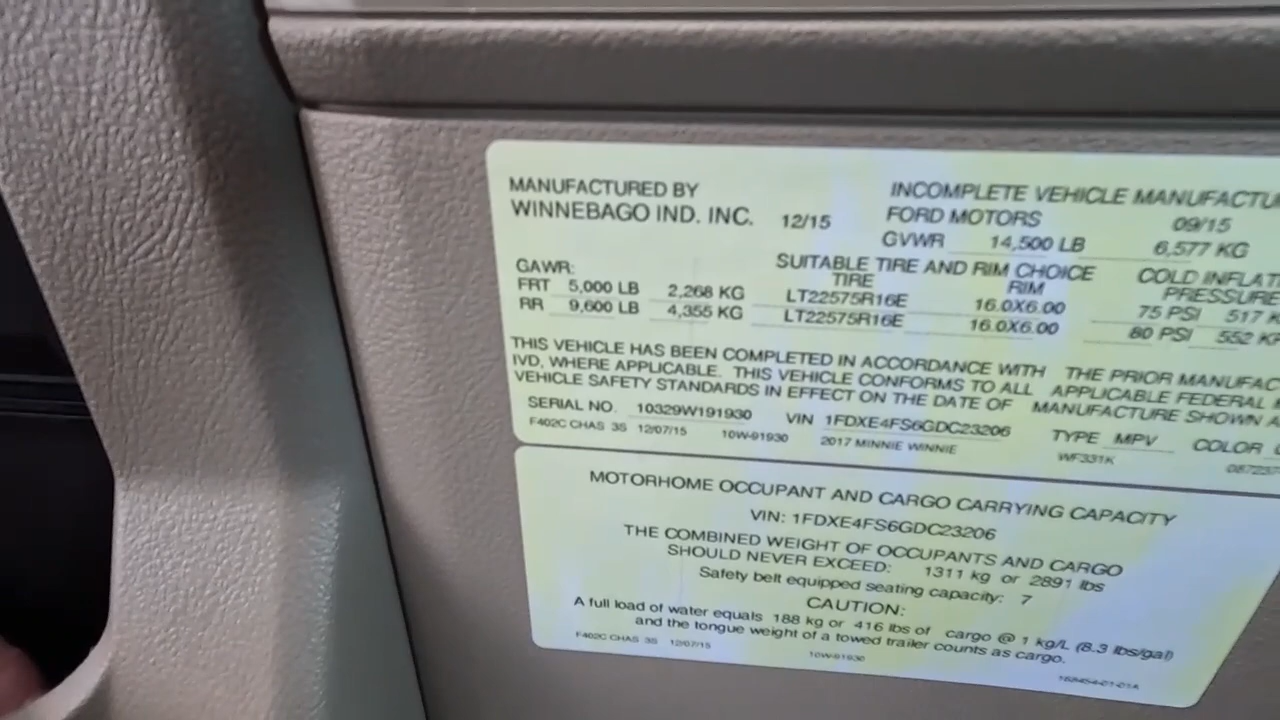 MANUFACTURED BY
WINNEBAGO IND. INC. 12/15
INCOMPLETE VEHICLE
FORD MOTORS 09/15
GVWR 14,500 LB 6,577 KG
GAWR: SUITABLE TIRE AND RIM CHOICE COLD
TIRE RIM PRESSURE
FRT 5,000 LB 2,268 KG LT22575R16E 16.0X6.00 75 PSI 517
RR 9,600 LB 4,355 KG LT22575R16E 16.0X6.00 80 PSI 552
THIS VEHICLE HAS BEEN COMPLETED IN ACCORDANCE WITH THE PRIOR
IVD, WHERE APPLICABLE. THIS VEHICLE CONFORMS TO ALL APPLICABLE FEDERAL
VEHICLE SAFETY STANDARDS IN EFFECT ON THE DATE OF MANUFACTURE SHOWN
SERIAL NO. 10329W191930 VIN 1FDXE4FS6GDC23206 TYPE MPV COLOR
F402C CHAS 3S 12/07/15 10W-91930 2017 MINNIE WINNIE WF331K
MOTORHOME OCCUPANT AND CARGO CARRYING CAPACITY
VIN: 1FDXE4FS6GDC23206
THE COMBINED WEIGHT OF OCCUPANTS AND CARGO
SHOULD NEVER EXCEED: 1311 kg or 2891 lbs
Safety belt equipped seating capacity: 7
CAUTION:
A full load of water equals 188 kg or 416 lbs of cargo @ 1 kg/L (8.3 lbs/gal)
and the tongue weight of a towed trailer counts as cargo.
F402C CHAS 3S 12/07/15 10W-91930